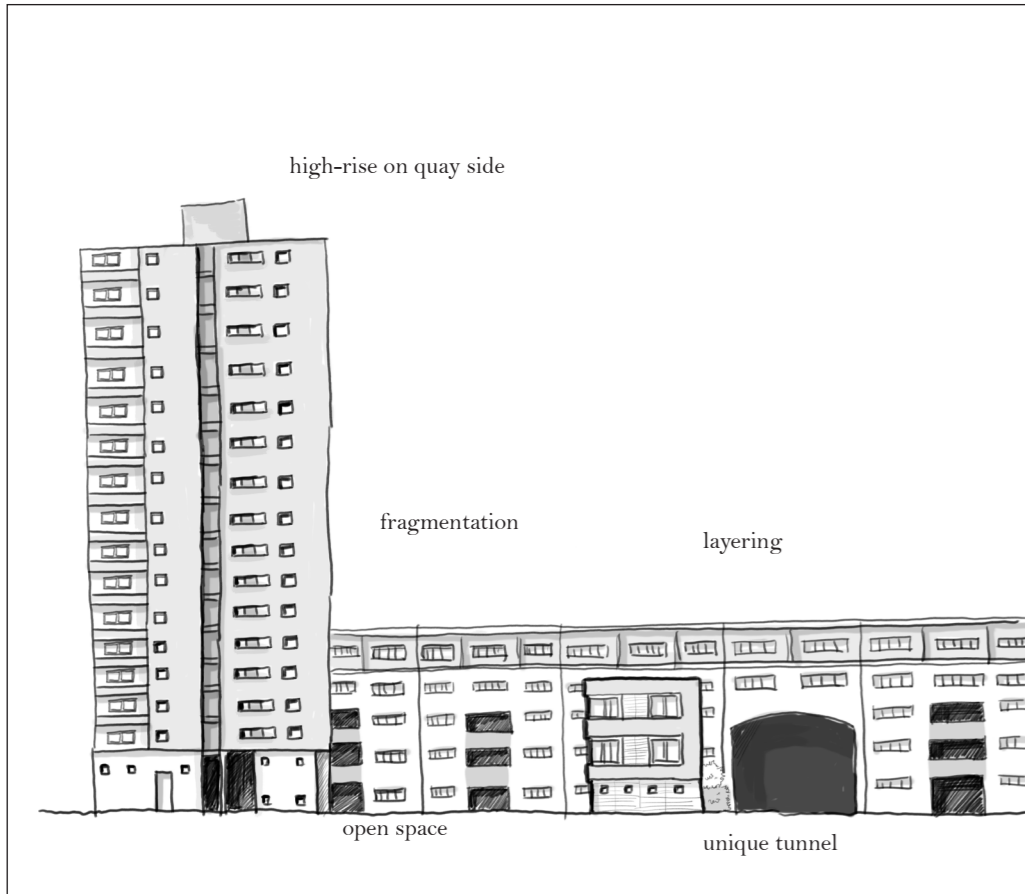 high-rise on quay side
fragmentation
layering
open space
unique tunnel